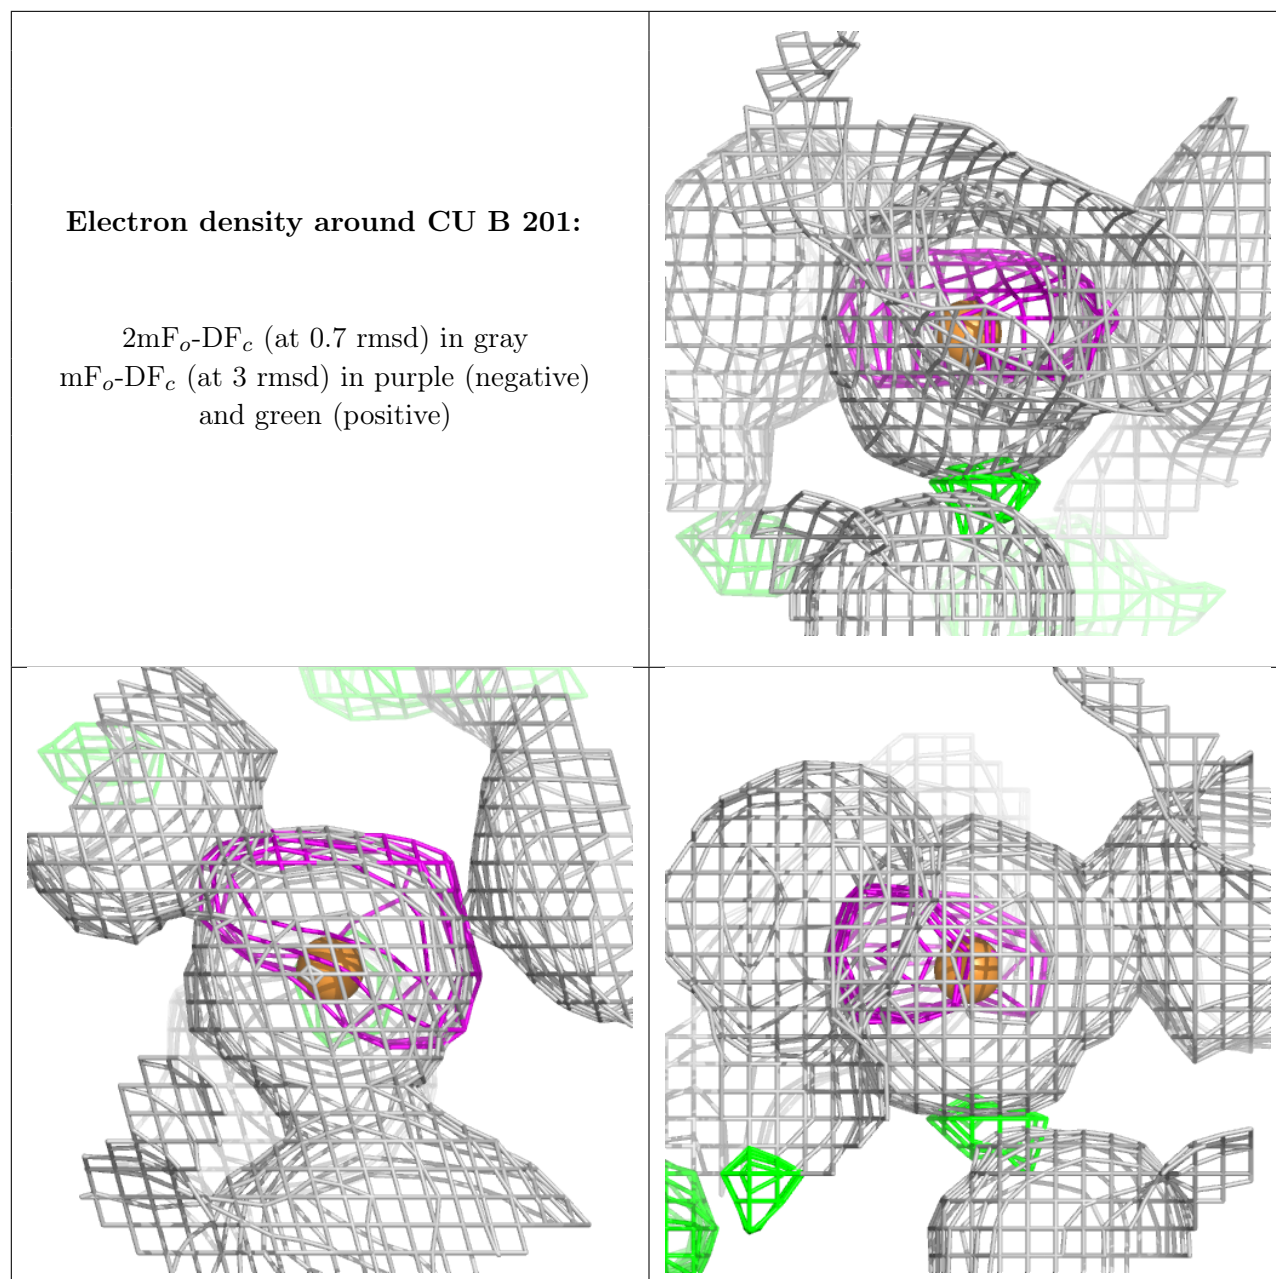 Electron density around CU B 201:
2mFo-DFc (at 0.7 rmsd) in gray
mFo-DFc (at 3 rmsd) in purple (negative)
and green (positive)